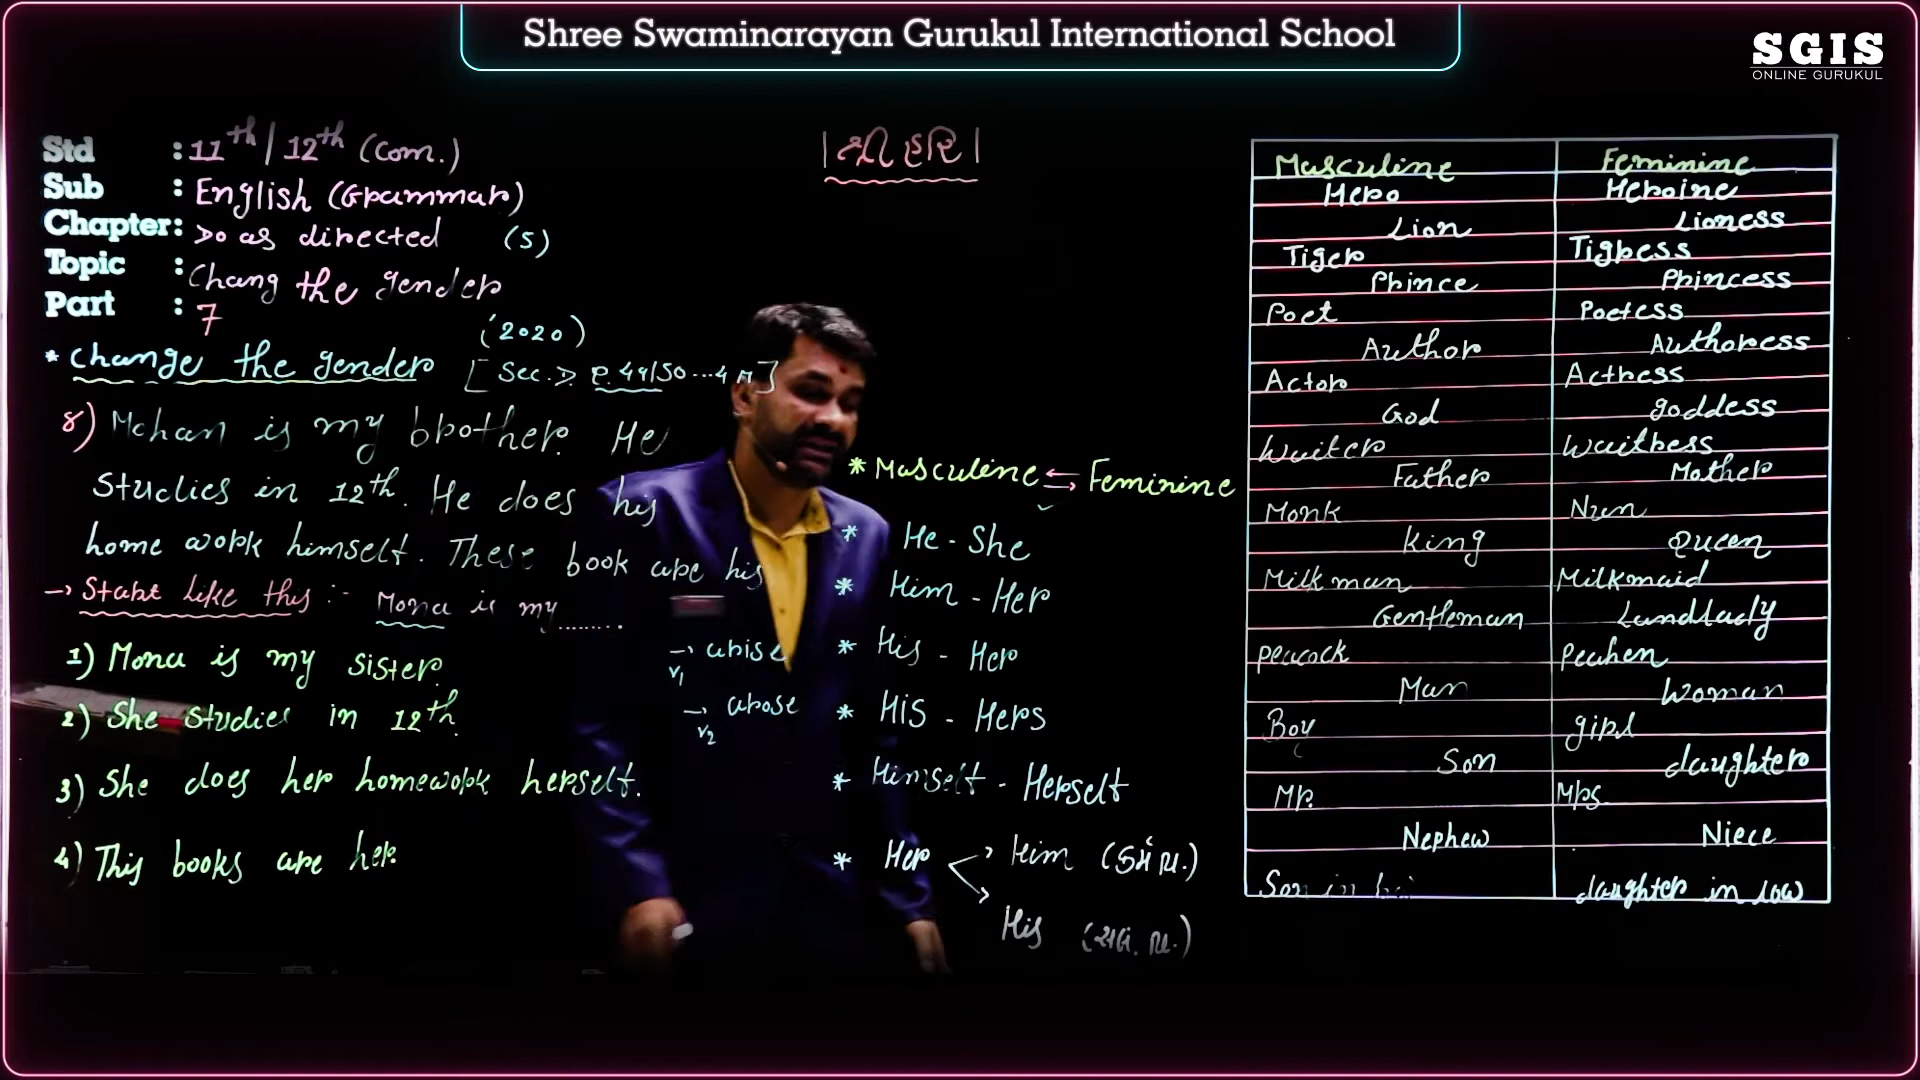 Shree Swaminarayan Gurukul International School
SGIS
ONLINE GURUKUL
Std : 11th / 12th (Com.)
Sub : English (Grammar)
Chapter: Do as directed (5)
Topic : Chang the gender
Part : 7
|શ્રી હરિ|
(2020)
* Change the gender [Sec. D P. 49/50 ... 4 M]
8) Mohan is my brother. He
studies in 12th. He does his
home work himself. These book are his
→ Start like this :- Mona is my........
1) Mona is my sister.
2) She studies in 12th.
3) She does her homework herself.
4) This books are her.
→ arise
V1
→ arose
V2
* Masculine ⇆ Feminine
* He - She
* Him - Her
* His - Her
* His - Hers
* Himself - Herself
* Her → Him (કર્મ વિ.)
→ His
Masculine Feminine
Hero Heroine
Lion Lioness
Tiger Tigress
Prince Princess
Poet Poetess
Author Authoress
Actor Actress
God goddess
Waiter Waitress
Father Mother
Monk Nun
King Queen
Milkman Milkmaid
Gentleman Landlady
Peacock Peahen
Man Woman
Boy girl
Son daughter
Mr. Mrs.
Nephew Niece
Son in daughter in low